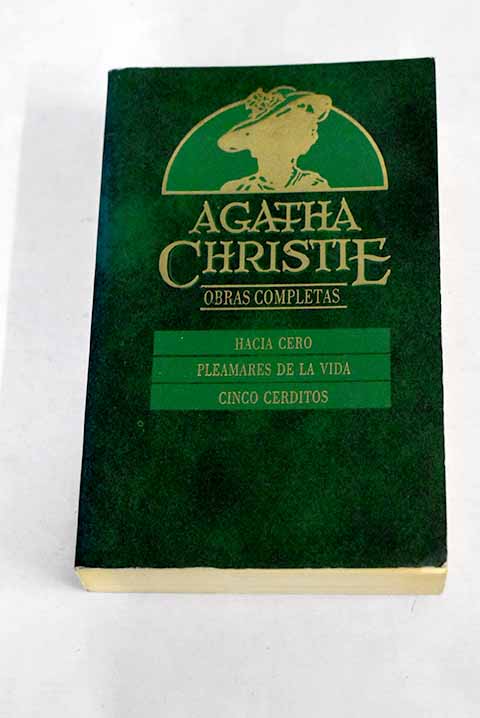 AGATHA
CHRISTIE
OBRAS COMPLETAS
HACIA CERO
PLEAMARES DE LA VIDA
CINCO CERDITOS